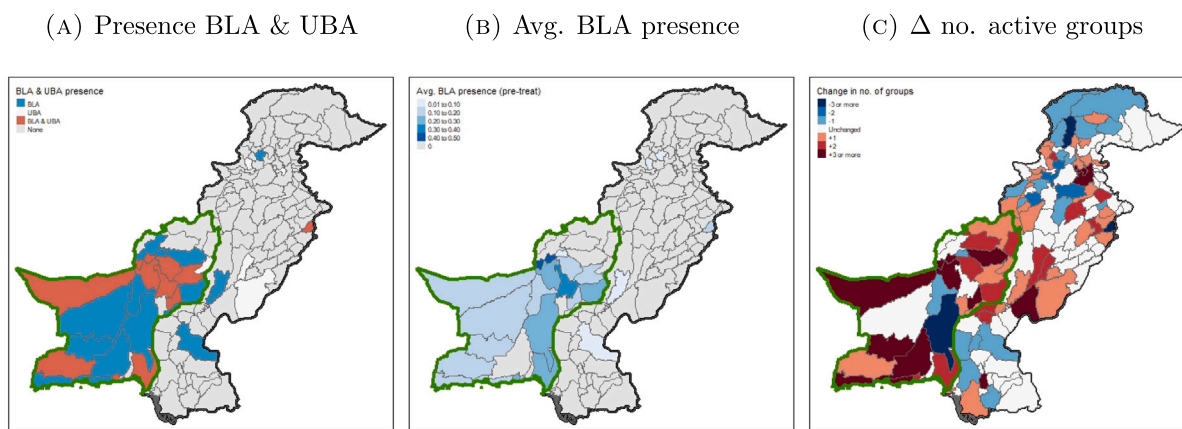 (A) Presence BLA & UBA
(B) Avg. BLA presence
(C) Δ no. active groups
BLA & UBA presence
BLA
UBA
BLA & UBA
None
Avg. BLA presence (pre-treat)
0.01 to 0.10
0.10 to 0.20
0.20 to 0.30
0.30 to 0.40
0.40 to 0.50
0
Change in no. of groups
-3 or more
-2
-1
Unchanged
+1
+2
+3 or more